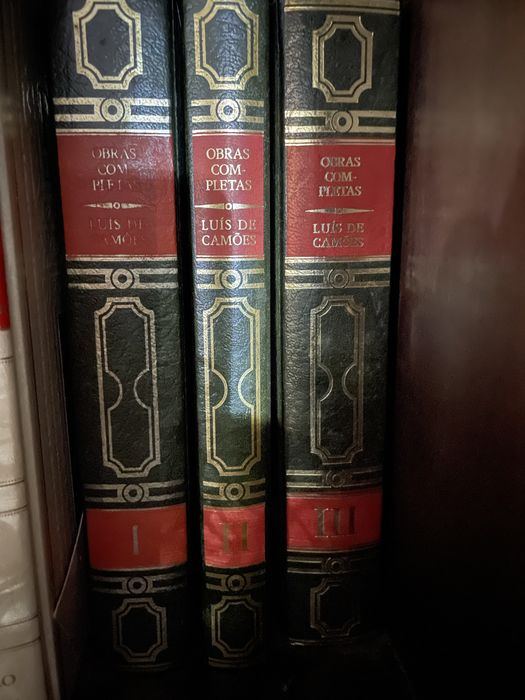 OBRAS
COM-
PLETAS
LUIS DE
CAMÕES
I
OBRAS
COM-
PLETAS
LUÍS DE
CAMÕES
II
OBRAS
COM-
PLETAS
LUÍS DE
CAMÕES
III